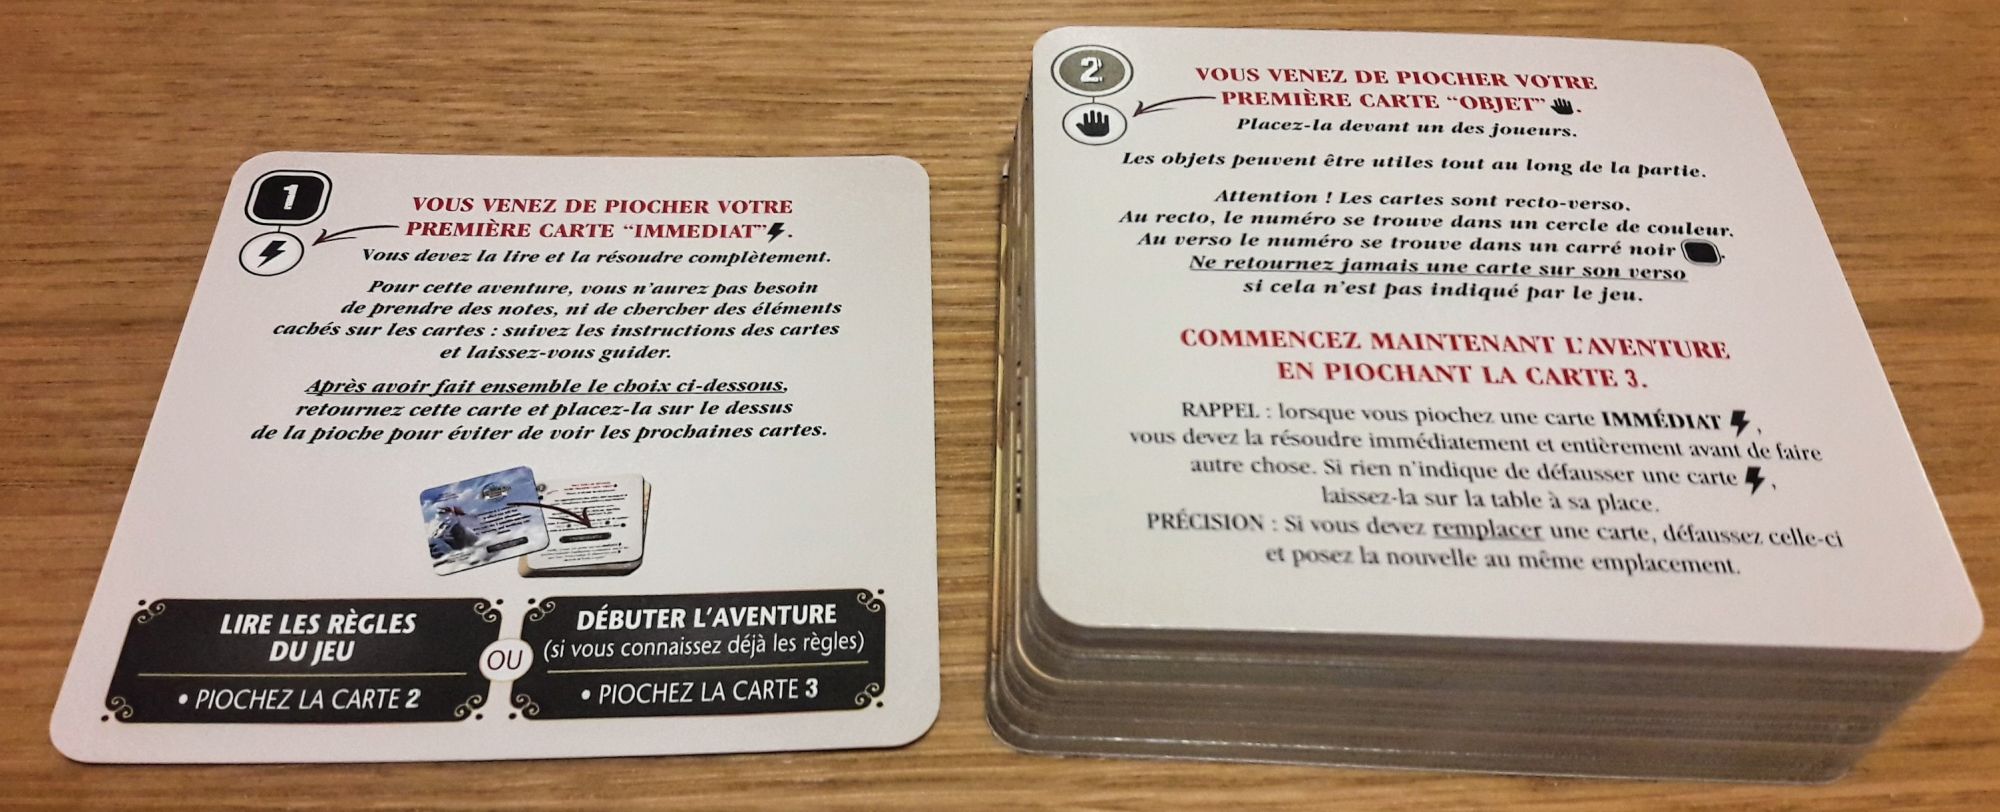 1
VOUS VENEZ DE PIOCHER VOTRE
PREMIÈRE CARTE “IMMEDIAT” .
Vous devez la lire et la résoudre complètement.
Pour cette aventure, vous n’aurez pas besoin
de prendre des notes, ni de chercher des éléments
cachés sur les cartes : suivez les instructions des cartes
et laissez-vous guider.
Après avoir fait ensemble le choix ci-dessous,
retournez cette carte et placez-la sur le dessus
de la pioche pour éviter de voir les prochaines cartes.
LIRE LES RÈGLES
DU JEU
• PIOCHEZ LA CARTE 2
OU
DÉBUTER L’AVENTURE
(si vous connaissez déjà les règles)
• PIOCHEZ LA CARTE 3
2
VOUS VENEZ DE PIOCHER VOTRE
PREMIÈRE CARTE “OBJET” .
Placez-la devant un des joueurs.
Les objets peuvent être utiles tout au long de la partie.
Attention ! Les cartes sont recto-verso.
Au recto, le numéro se trouve dans un cercle de couleur.
Au verso le numéro se trouve dans un carré noir .
Ne retournez jamais une carte sur son verso
si cela n’est pas indiqué par le jeu.
COMMENCEZ MAINTENANT L’AVENTURE
EN PIOCHANT LA CARTE 3.
RAPPEL : lorsque vous piochez une carte IMMÉDIAT ,
vous devez la résoudre immédiatement et entièrement avant de faire
autre chose. Si rien n’indique de défausser une carte ,
laissez-la sur la table à sa place.
PRÉCISION : Si vous devez remplacer une carte, défaussez celle-ci
et posez la nouvelle au même emplacement.